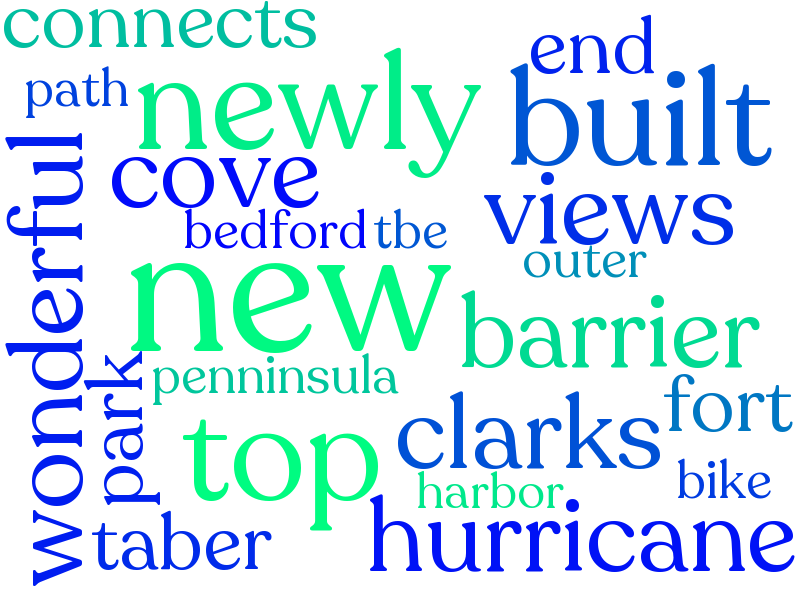 connects
end
path
newly
built
wonderful
cove
views
bedford
tbe
outer
new
barrier
park
penninsula
fort
clarks
top
bike
harbor
hurricane
taber